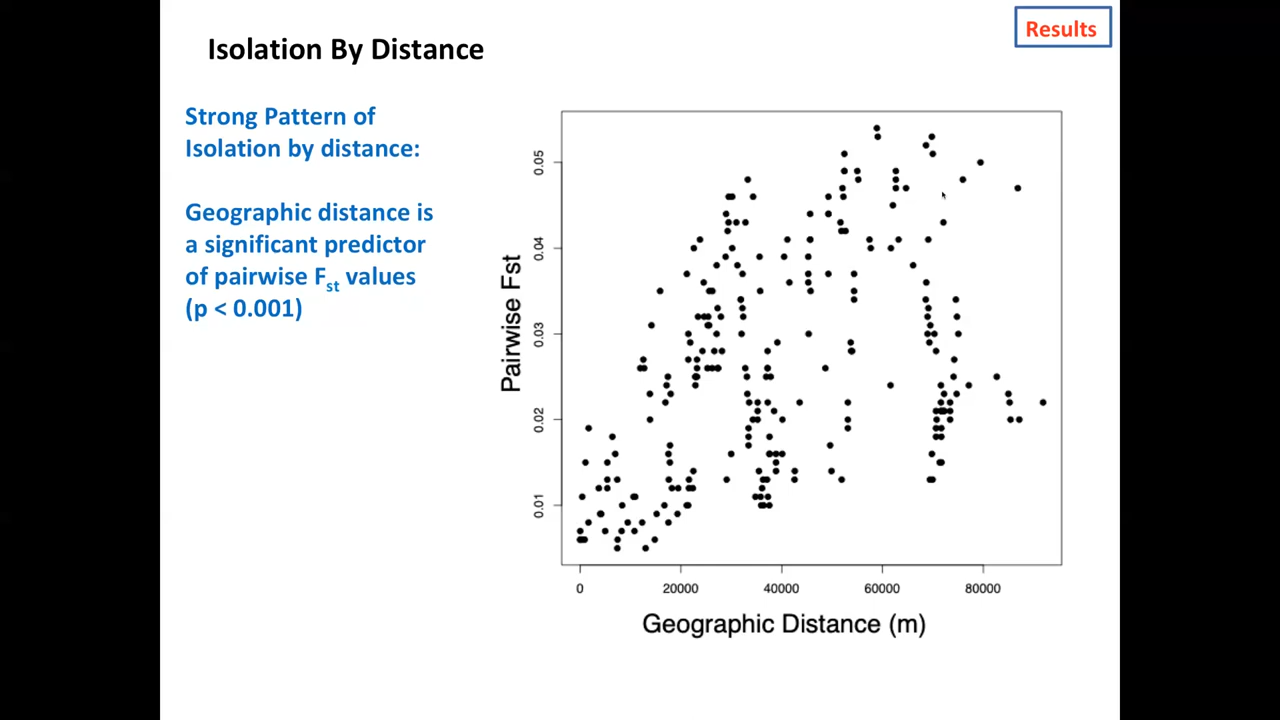 Results
Isolation By Distance
Strong Pattern of
Isolation by distance:
Geographic distance is
a significant predictor
of pairwise Fst values
(p < 0.001)
Pairwise Fst
0.05
0.04
0.03
0.02
0.01
0 20000 40000 60000 80000
Geographic Distance (m)